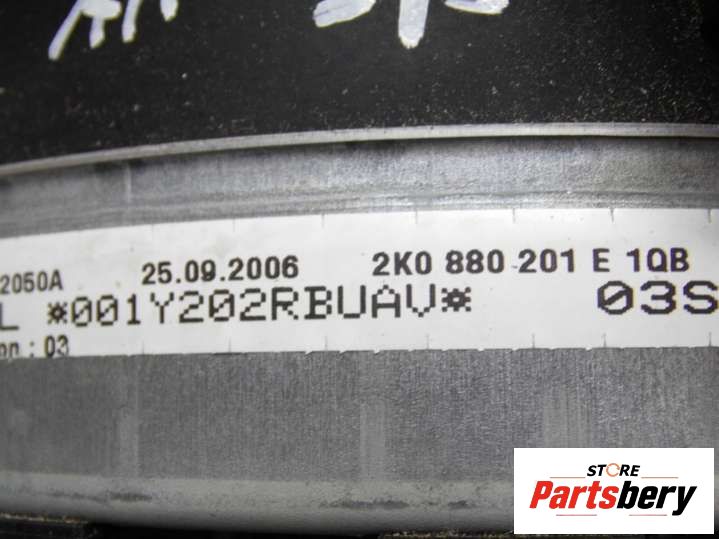 2050A 25.09.2006 2K0 880 201 E 1QB
L *001Y202RBUAV* 03S
on : 03
STORE
Partsbery